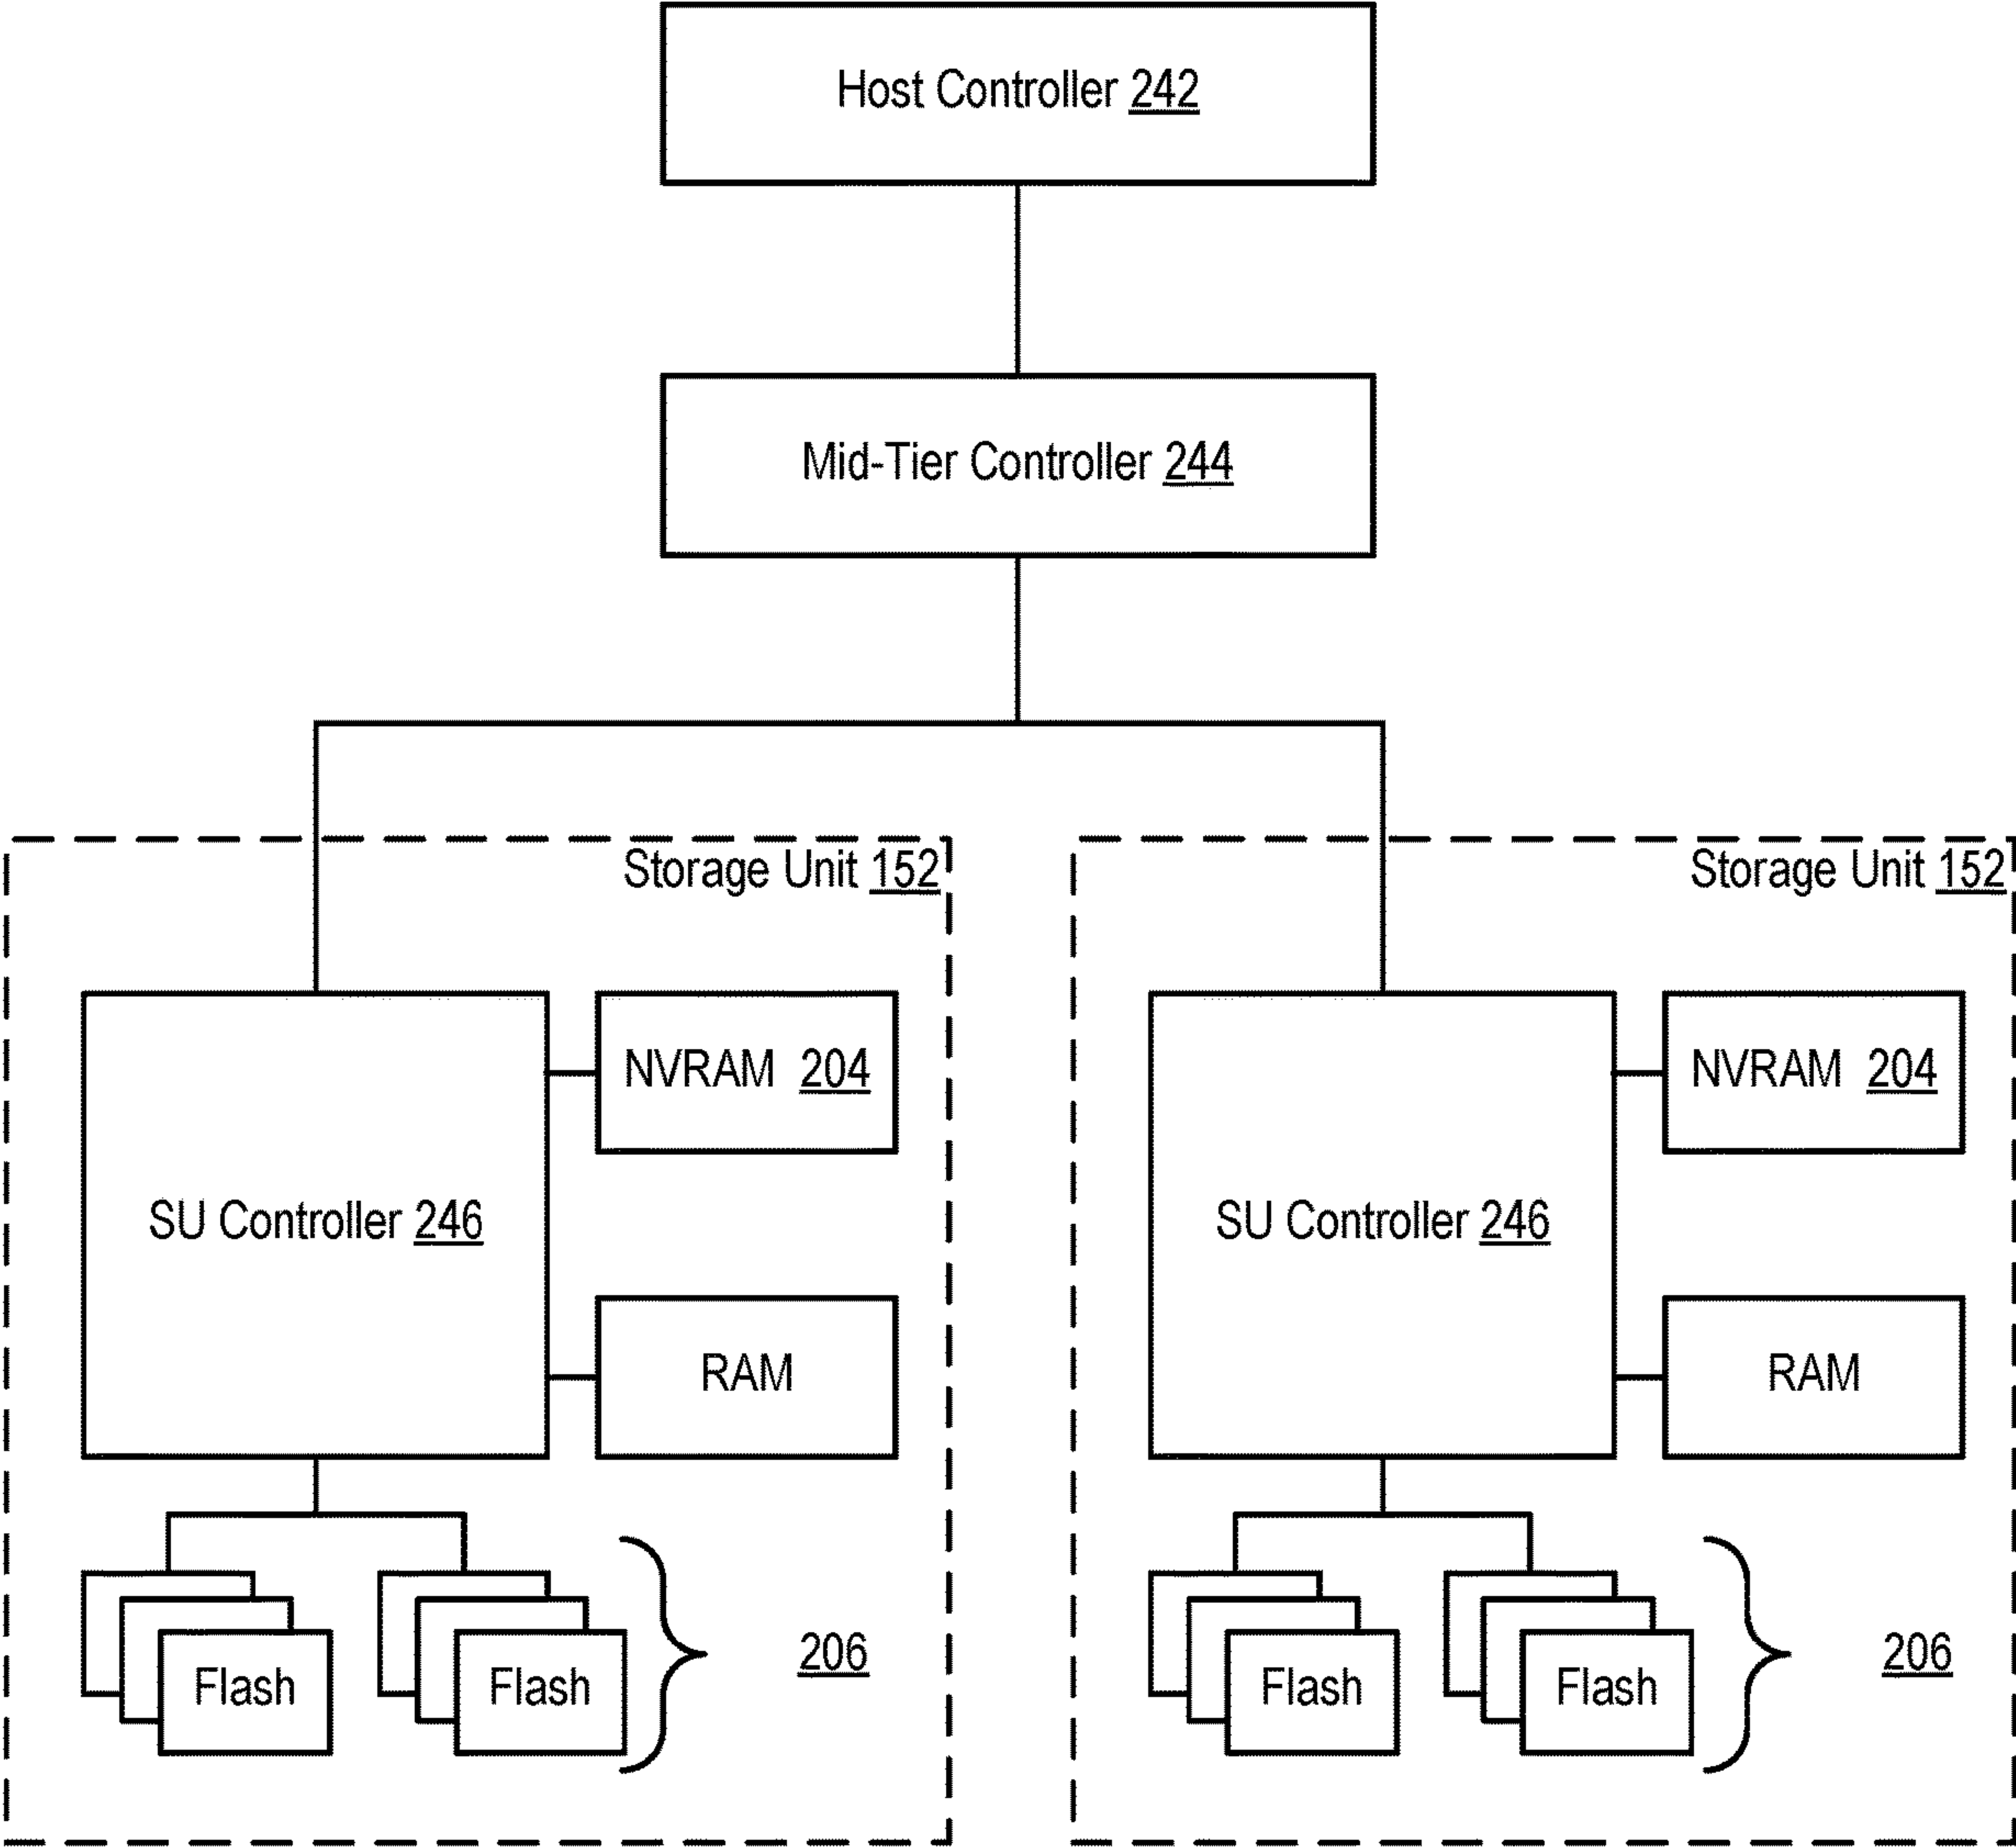 Host Controller 242
Mid-Tier Controller 244
Storage Unit 152
NVRAM 204
SU Controller 246
RAM
Flash
Flash
206
Storage Unit 152
NVRAM 204
SU Controller 246
RAM
Flash
Flash
206